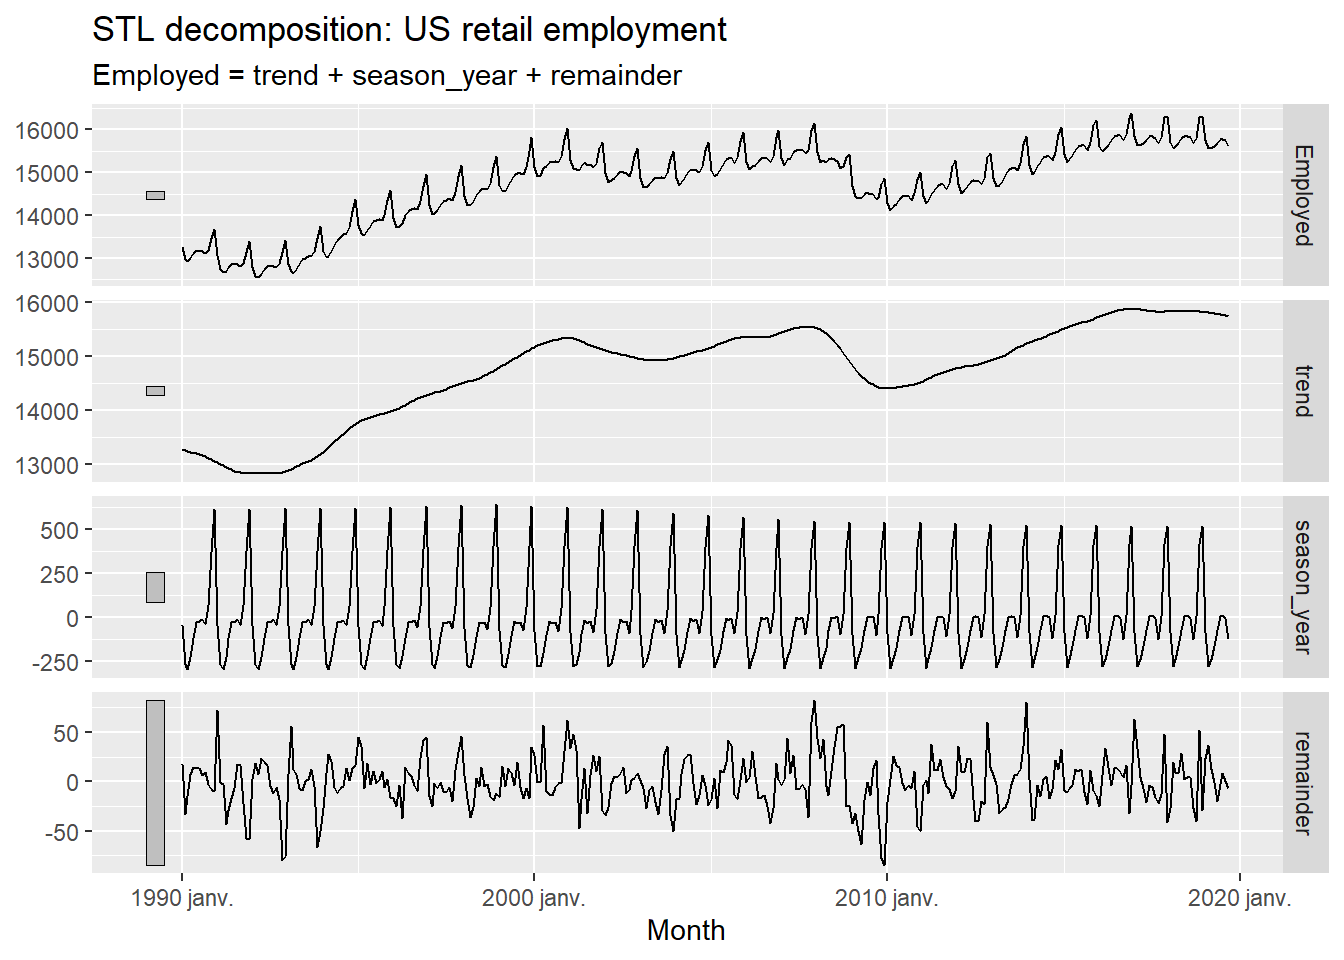 STL decomposition: US retail employment
Employed = trend + season_year + remainder
16000
15000
14000
13000
Employed
16000
15000
14000
13000
trend
500
250
0
-250
season_year
50
0
-50
remainder
1990 janv. 2000 janv. 2010 janv. 2020 janv.
Month